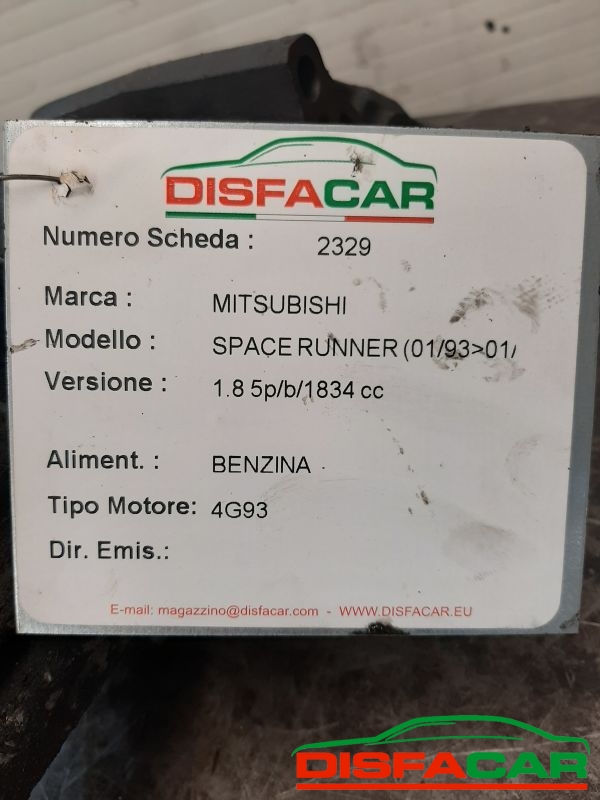 DISFACAR
Numero Scheda : 2329
Marca : MITSUBISHI
Modello : SPACE RUNNER (01/93>01/
Versione : 1.8 5p/b/1834 cc
Aliment. : BENZINA
Tipo Motore: 4G93
Dir. Emis.:
E-mail: magazzino@disfacar.com - WWW.DISFACAR.EU
DISFACAR